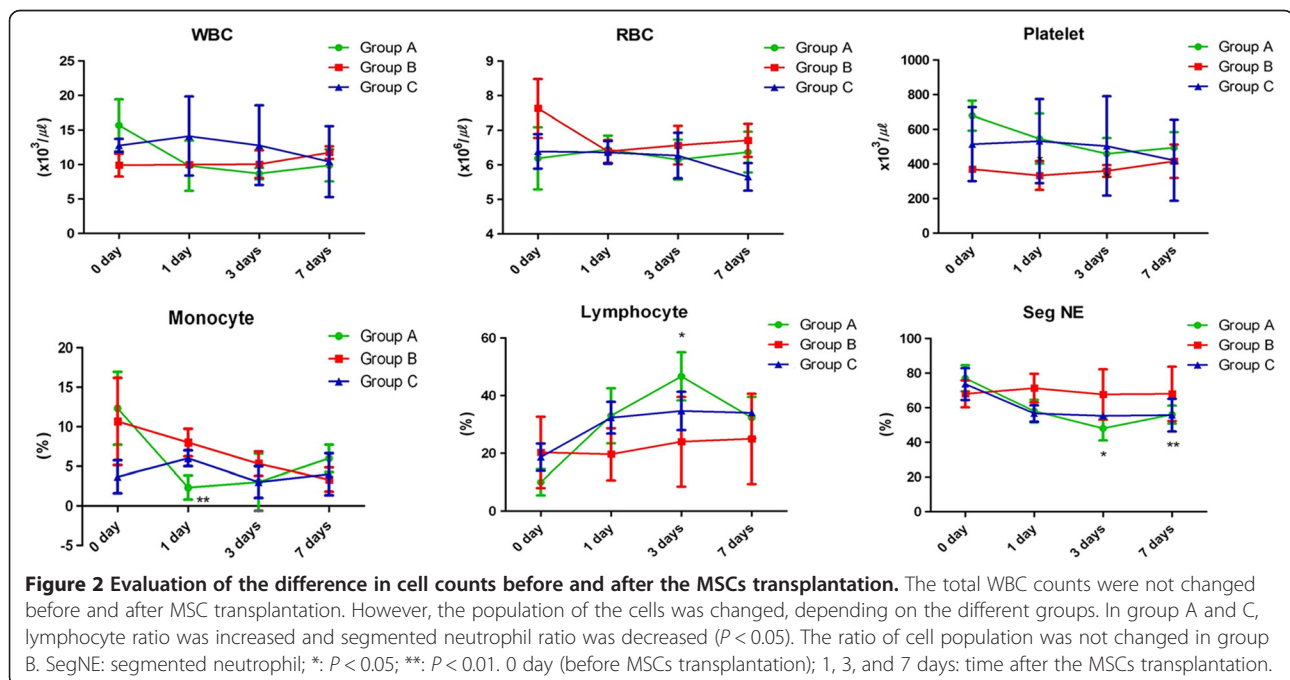 WBC
Group A
Group B
Group C
(x10³/µl)
25
20
15
10
5
0
0 day
1 day
3 days
7 days
RBC
Group A
Group B
Group C
(x10⁶/µl)
9
8
7
6
5
4
0 day
1 day
3 days
7 days
Platelet
Group A
Group B
Group C
x10³/µl
1000
800
600
400
200
0
0 day
1 day
3 days
7 days
Monocyte
Group A
Group B
Group C
(%)
20
15
10
5
0
-5
**
0 day
1 day
3 days
7 days
Lymphocyte
Group A
Group B
Group C
(%)
60
40
20
0
*
0 day
1 day
3 days
7 days
Seg NE
Group A
Group B
Group C
(%)
100
80
60
40
20
0
*
**
0 day
1 day
3 days
7 days
Figure 2 Evaluation of the difference in cell counts before and after the MSCs transplantation. The total WBC counts were not changed
before and after MSC transplantation. However, the population of the cells was changed, depending on the different groups. In group A and C,
lymphocyte ratio was increased and segmented neutrophil ratio was decreased (P < 0.05). The ratio of cell population was not changed in group
B. SegNE: segmented neutrophil; *: P < 0.05; **: P < 0.01. 0 day (before MSCs transplantation); 1, 3, and 7 days: time after the MSCs transplantation.